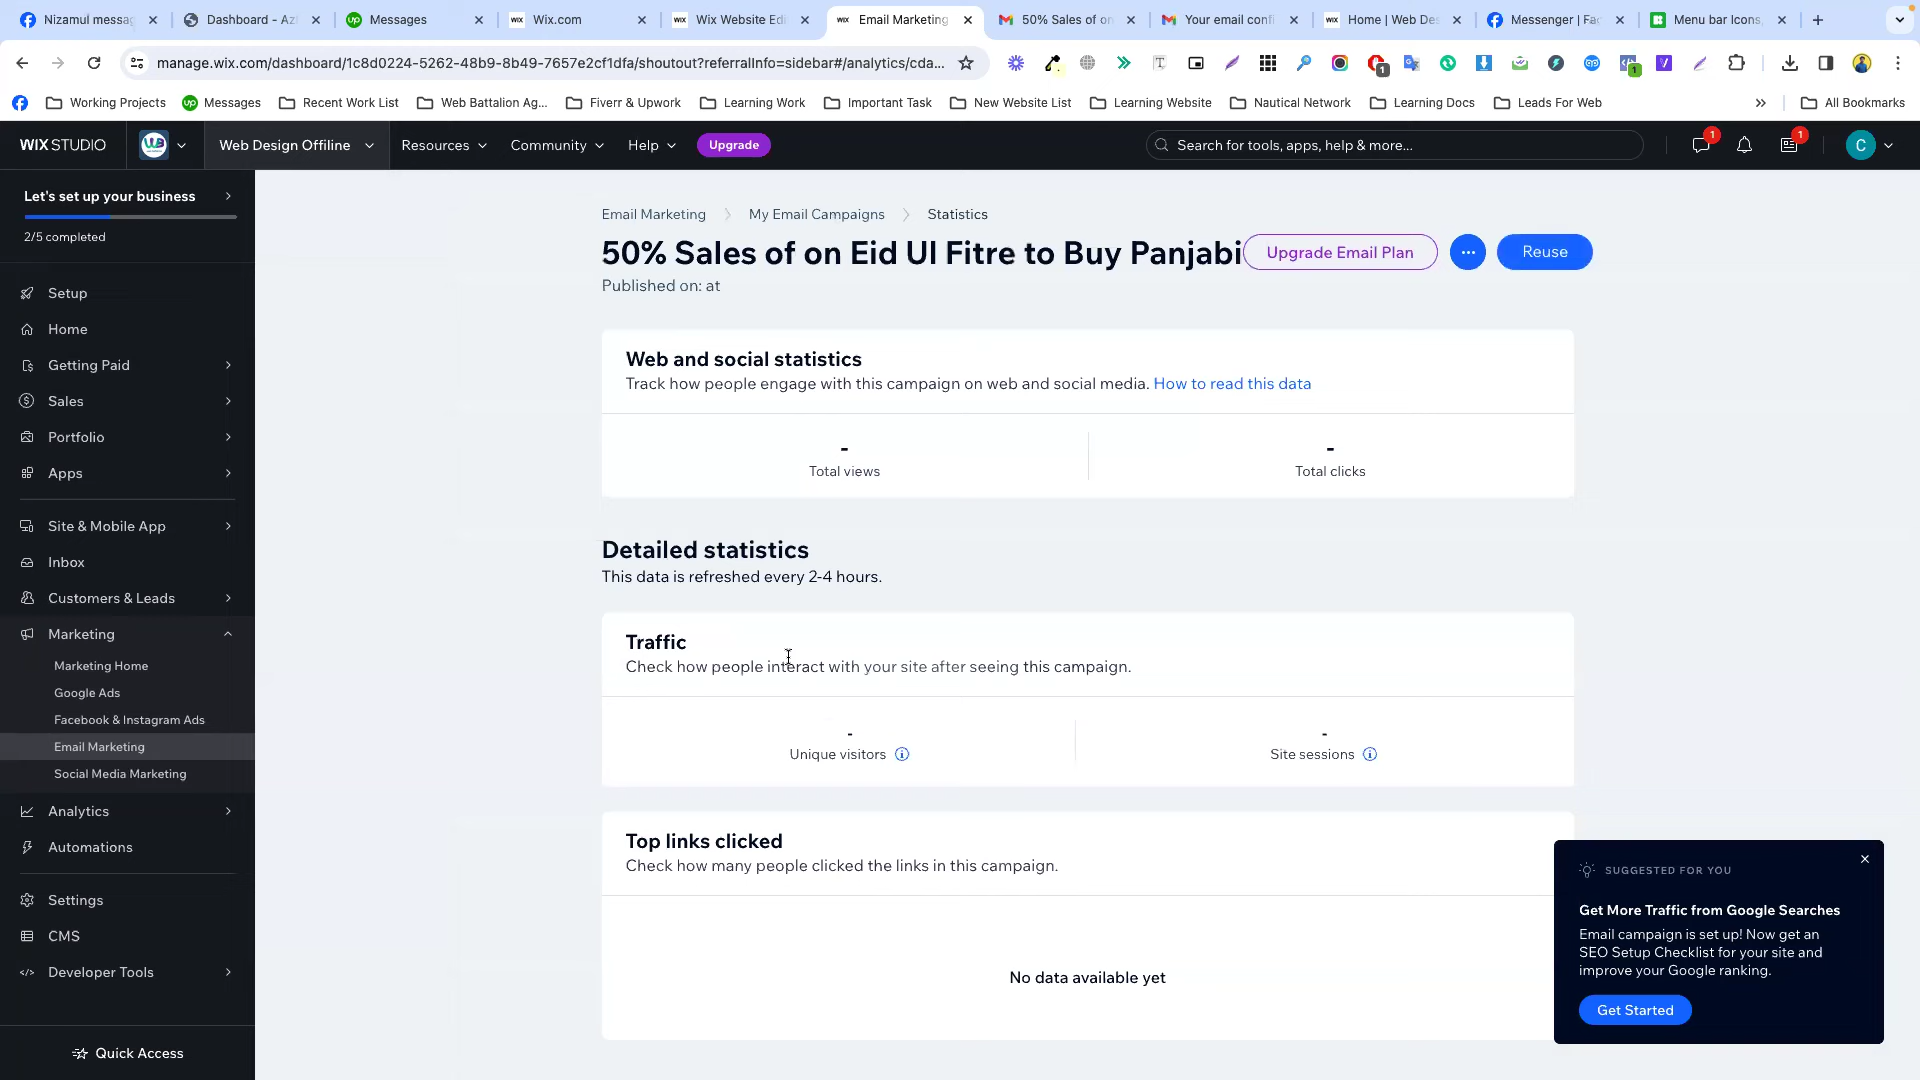 Nizamul messa
Dashboard - Az
Messages
Wix.com
Wix Website Edi
Email Marketing
50% Sales of on
Your email conf
Home | Web Des
Messenger | Fac
Menu bar Icons,
manage.wix.com/dashboard/1c8d0224-5262-48b9-8b49-7657e2cf1dfa/shoutout?referralInfo=sidebar#/analytics/cda...
Working Projects
Messages
Recent Work List
Web Battalion Ag...
Fiverr & Upwork
Learning Work
Important Task
New Website List
Learning Website
Nautical Network
Learning Docs
Leads For Web
All Bookmarks
WIX STUDIO
Web Design Offiline
Resources
Community
Help
Upgrade
Search for tools, apps, help & more...
1
1
C
Let's set up your business
2/5 completed
Setup
Home
Getting Paid
Sales
Portfolio
Apps
Site & Mobile App
Inbox
Customers & Leads
Marketing
Marketing Home
Google Ads
Facebook & Instagram Ads
Email Marketing
Social Media Marketing
Analytics
Automations
Settings
CMS
Developer Tools
Quick Access
Email Marketing
My Email Campaigns
Statistics
50% Sales of on Eid Ul Fitre to Buy Panjabi
Upgrade Email Plan
Reuse
Published on: at
Web and social statistics
Track how people engage with this campaign on web and social media. How to read this data
-
Total views
-
Total clicks
Detailed statistics
This data is refreshed every 2-4 hours.
Traffic
Check how people interact with your site after seeing this campaign.
-
Unique visitors
-
Site sessions
Top links clicked
Check how many people clicked the links in this campaign.
No data available yet
SUGGESTED FOR YOU
Get More Traffic from Google Searches
Email campaign is set up! Now get an
SEO Setup Checklist for your site and
improve your Google ranking.
Get Started